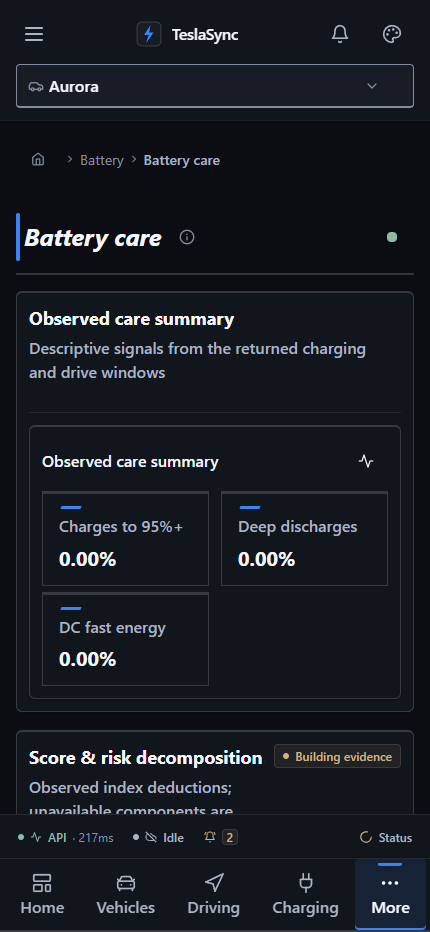 TeslaSync
Aurora
Battery
Battery care
Battery care
Observed care summary
Descriptive signals from the returned charging
and drive windows
Observed care summary
Charges to 95%+
0.00%
Deep discharges
0.00%
DC fast energy
0.00%
Score & risk decomposition
Building evidence
Observed index deductions;
unavailable components are
API · 217ms
Idle
2
Status
Home
Vehicles
Driving
Charging
More